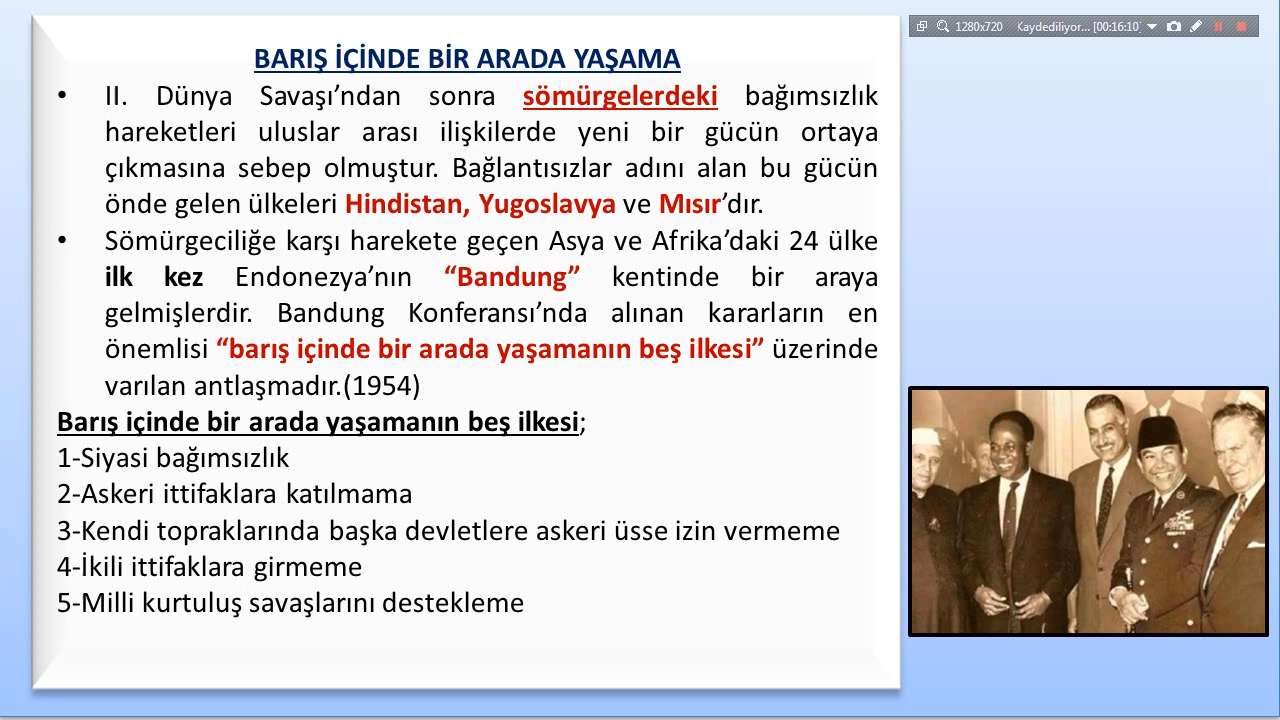 1280x720 Kaydediliyor... [00:16:10]
BARIŞ İÇİNDE BİR ARADA YAŞAMA
• II. Dünya Savaşı’ndan sonra sömürgelerdeki bağımsızlık
hareketleri uluslar arası ilişkilerde yeni bir gücün ortaya
çıkmasına sebep olmuştur. Bağlantısızlar adını alan bu gücün
önde gelen ülkeleri Hindistan, Yugoslavya ve Mısır’dır.
• Sömürgeciliğe karşı harekete geçen Asya ve Afrika’daki 24 ülke
ilk kez Endonezya’nın “Bandung” kentinde bir araya
gelmişlerdir. Bandung Konferansı’nda alınan kararların en
önemlisi “barış içinde bir arada yaşamanın beş ilkesi” üzerinde
varılan antlaşmadır.(1954)
Barış içinde bir arada yaşamanın beş ilkesi;
1-Siyasi bağımsızlık
2-Askeri ittifaklara katılmama
3-Kendi topraklarında başka devletlere askeri üsse izin vermeme
4-İkili ittifaklara girmeme
5-Milli kurtuluş savaşlarını destekleme